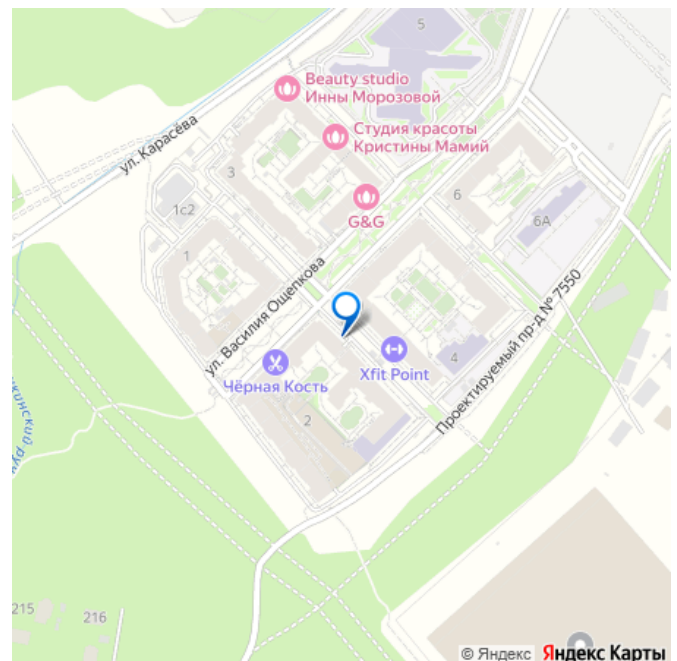 5
Beauty studio
Инны Морозовой
Студия красоты
Кристины Мамий
ул. Карасёва
3
1с2
G&G
6
6А
1
ул. Василия Ощепкова
Проектируемый пр-д № 7550
Чёрная Кость
Xfit Point
4
2
215
216
© Яндекс Яндекс Карты